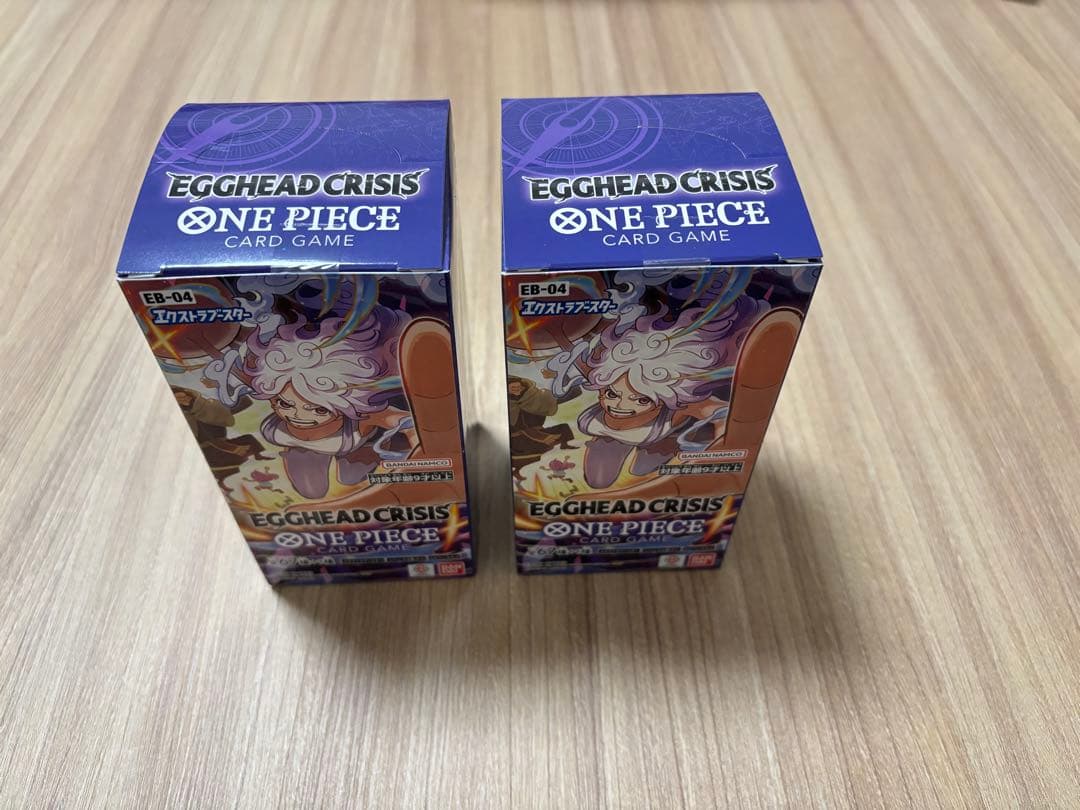 EGGHEAD CRISIS
ONE PIECE
CARD GAME
EB-04
エクストラブースター
BANDAI NAMCO
対象年齢9才以上
EGGHEAD CRISIS
ONE PIECE
CARD GAME
EGGHEAD CRISIS
ONE PIECE
CARD GAME
EB-04
エクストラブースター
BANDAI NAMCO
対象年齢9才以上
EGGHEAD CRISIS
ONE PIECE
CARD GAME